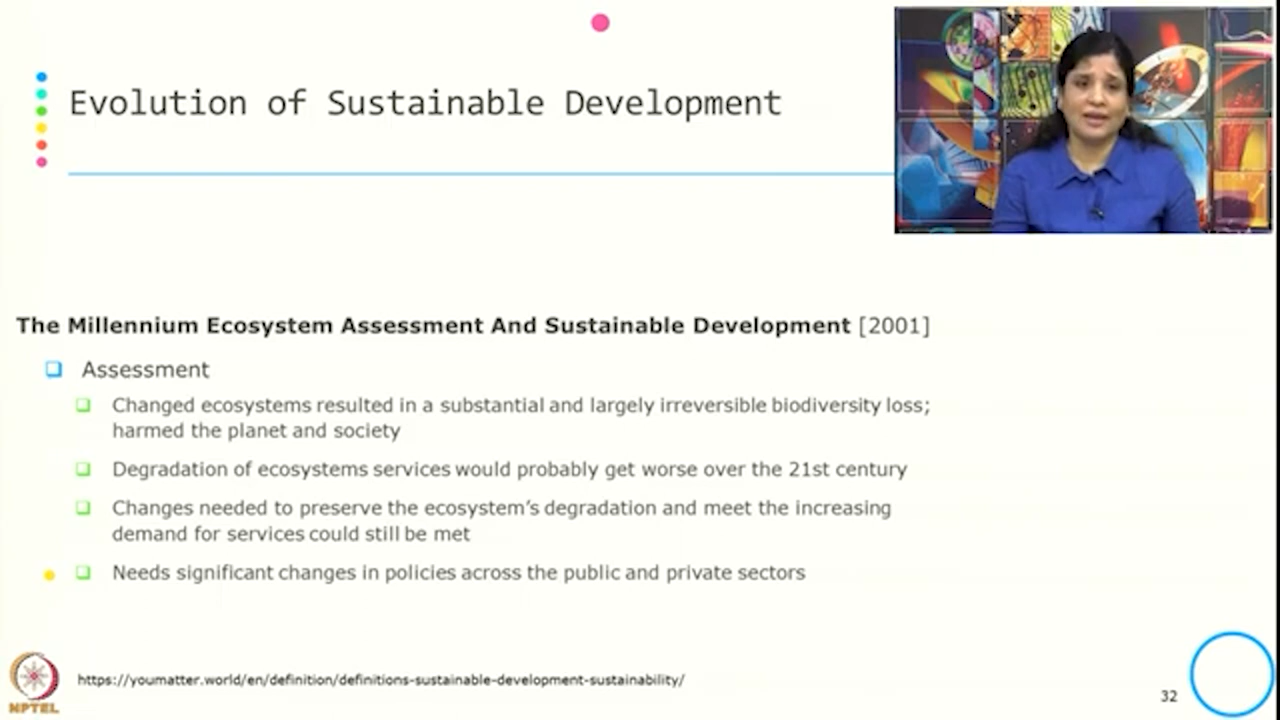 Evolution of Sustainable Development
The Millennium Ecosystem Assessment And Sustainable Development [2001]
Assessment
Changed ecosystems resulted in a substantial and largely irreversible biodiversity loss;
harmed the planet and society
Degradation of ecosystems services would probably get worse over the 21st century
Changes needed to preserve the ecosystem’s degradation and meet the increasing
demand for services could still be met
Needs significant changes in policies across the public and private sectors
https://youmatter.world/en/definition/definitions-sustainable-development-sustainability/
32
NPTEL